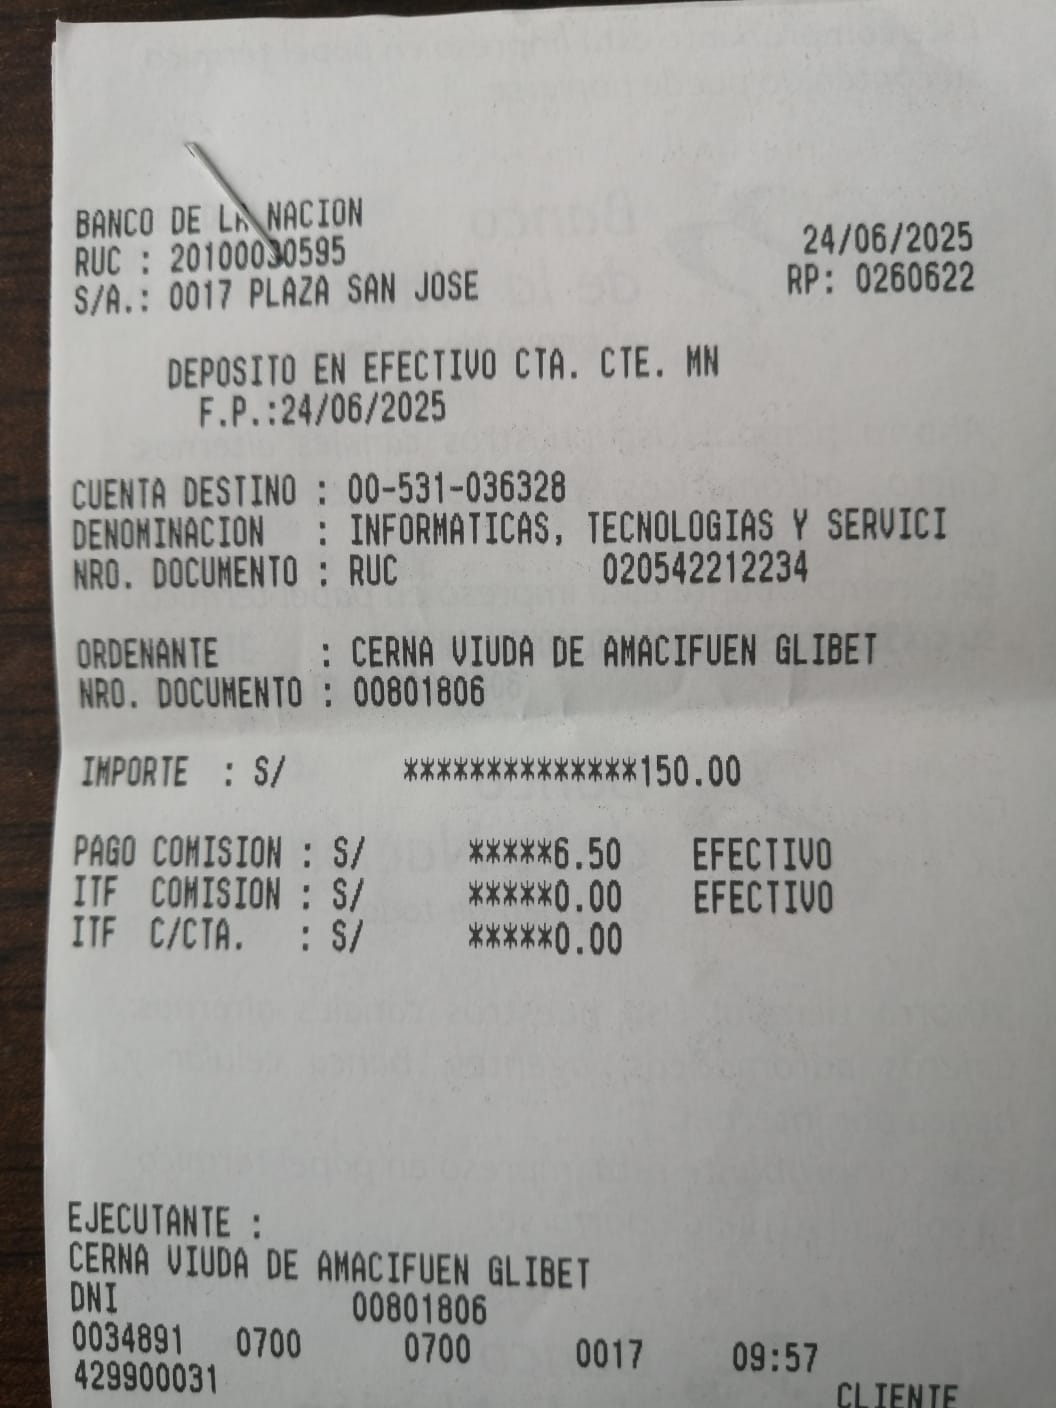 BANCO DE LA NACION
RUC : 20100030595 24/06/2025
S/A.: 0017 PLAZA SAN JOSE RP: 0260622
DEPOSITO EN EFECTIVO CTA. CTE. MN
F.P.:24/06/2025
CUENTA DESTINO : 00-531-036328
DENOMINACION : INFORMATICAS, TECNOLOGIAS Y SERVICI
NRO. DOCUMENTO : RUC 020542212234
ORDENANTE : CERNA VIUDA DE AMACIFUEN GLIBET
NRO. DOCUMENTO : 00801806
IMPORTE : S/ **************150.00
PAGO COMISION : S/ *****6.50 EFECTIVO
ITF COMISION : S/ *****0.00 EFECTIVO
ITF C/CTA. : S/ *****0.00
EJECUTANTE :
CERNA VIUDA DE AMACIFUEN GLIBET
DNI 00801806
0034891 0700 0700 0017 09:57
429900031
CLIENTE